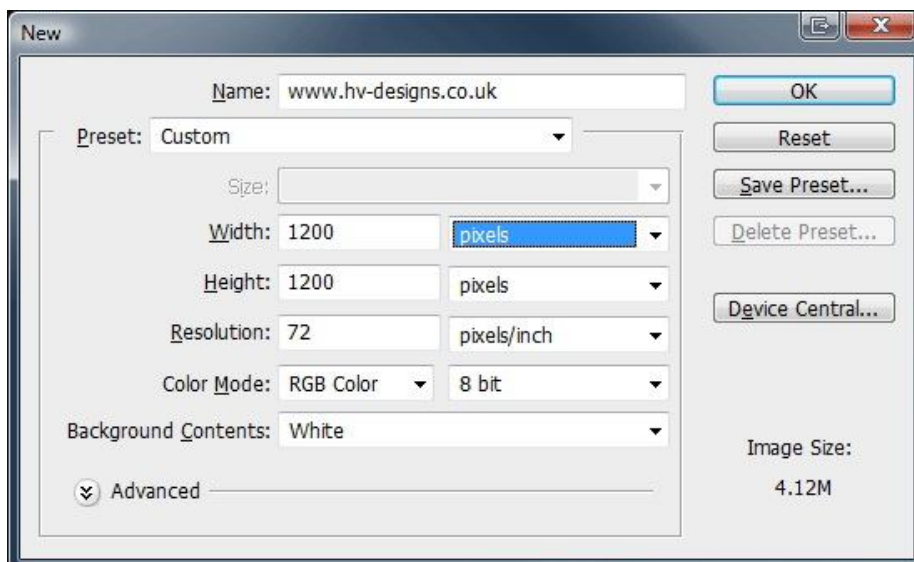 New
Name: www.hv-designs.co.uk
OK
Preset: Custom
Reset
Size:
Save Preset...
Width: 1200 pixels
Delete Preset...
Height: 1200 pixels
Device Central...
Resolution: 72 pixels/inch
Color Mode: RGB Color 8 bit
Background Contents: White
Image Size:
4.12M
Advanced